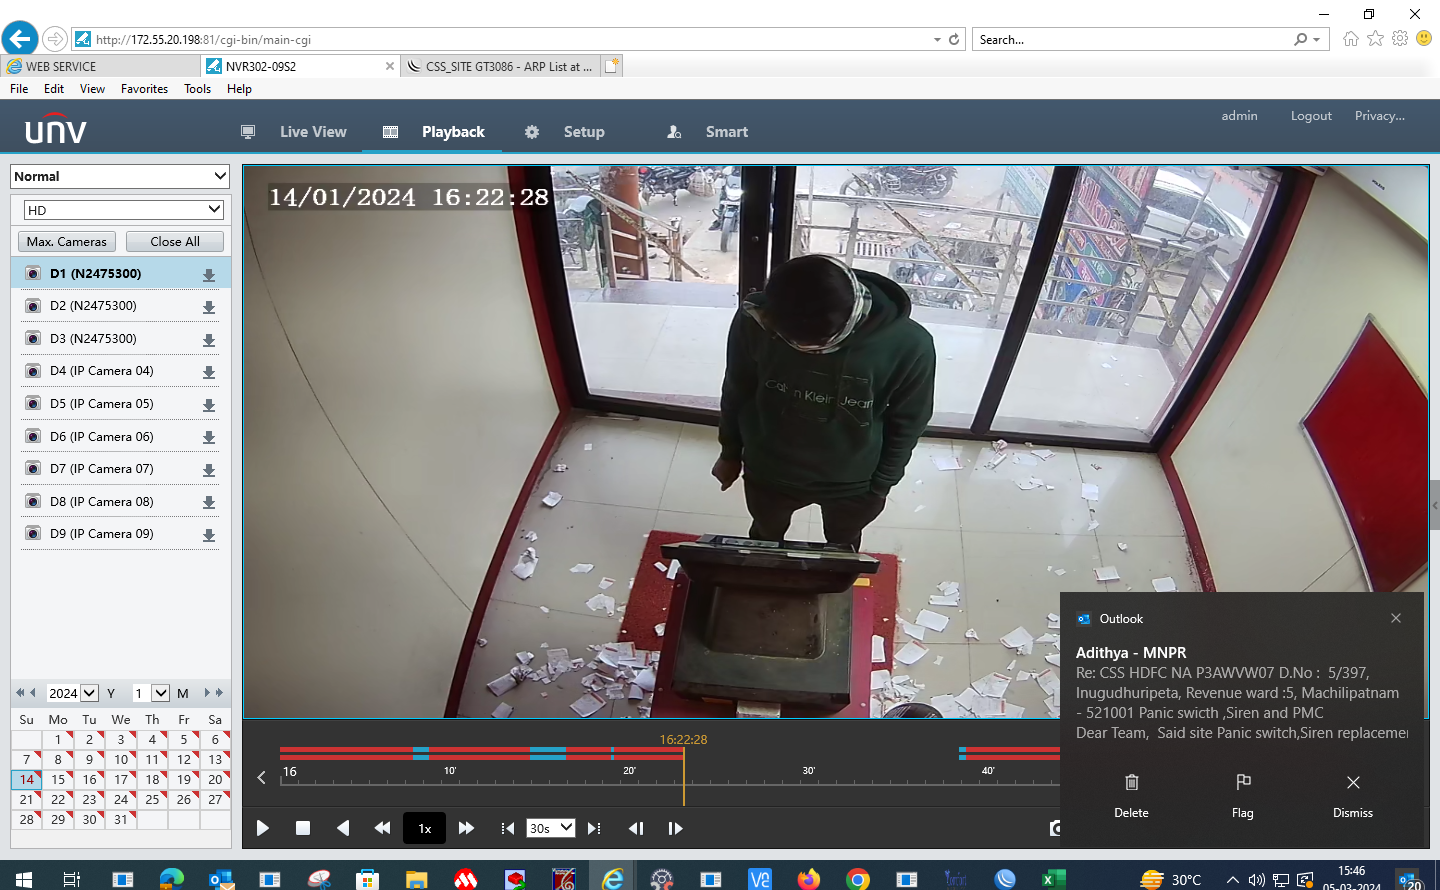 http://172.55.20.198:81/cgi-bin/main-cgi
Search...
WEB SERVICE
NVR302-09S2
CSS_SITE GT3086 - ARP List at ...
File Edit View Favorites Tools Help
unv
Live View
Playback
Setup
Smart
admin
Logout
Privacy...
Normal
HD
Max. Cameras
Close All
D1 (N2475300)
D2 (N2475300)
D3 (N2475300)
D4 (IP Camera 04)
D5 (IP Camera 05)
D6 (IP Camera 06)
D7 (IP Camera 07)
D8 (IP Camera 08)
D9 (IP Camera 09)
14/01/2024 16:22:28
Calvin Klein Jeans
2024 Y 1 M
Su Mo Tu We Th Fr Sa
1 2 3 4 5 6
7 8 9 10 11 12 13
14 15 16 17 18 19 20
21 22 23 24 25 26 27
28 29 30 31
16:22:28
16 10' 20' 30' 40'
1x
30s
Outlook
Adithya - MNPR
Re: CSS HDFC NA P3AWVW07 D.No : 5/397,
Inugudhuripeta, Revenue ward :5, Machilipatnam
- 521001 Panic swicth ,Siren and PMC
Dear Team, Said site Panic switch,Siren replacemer
Delete
Flag
Dismiss
30°C
15:46
05-03-2024
20